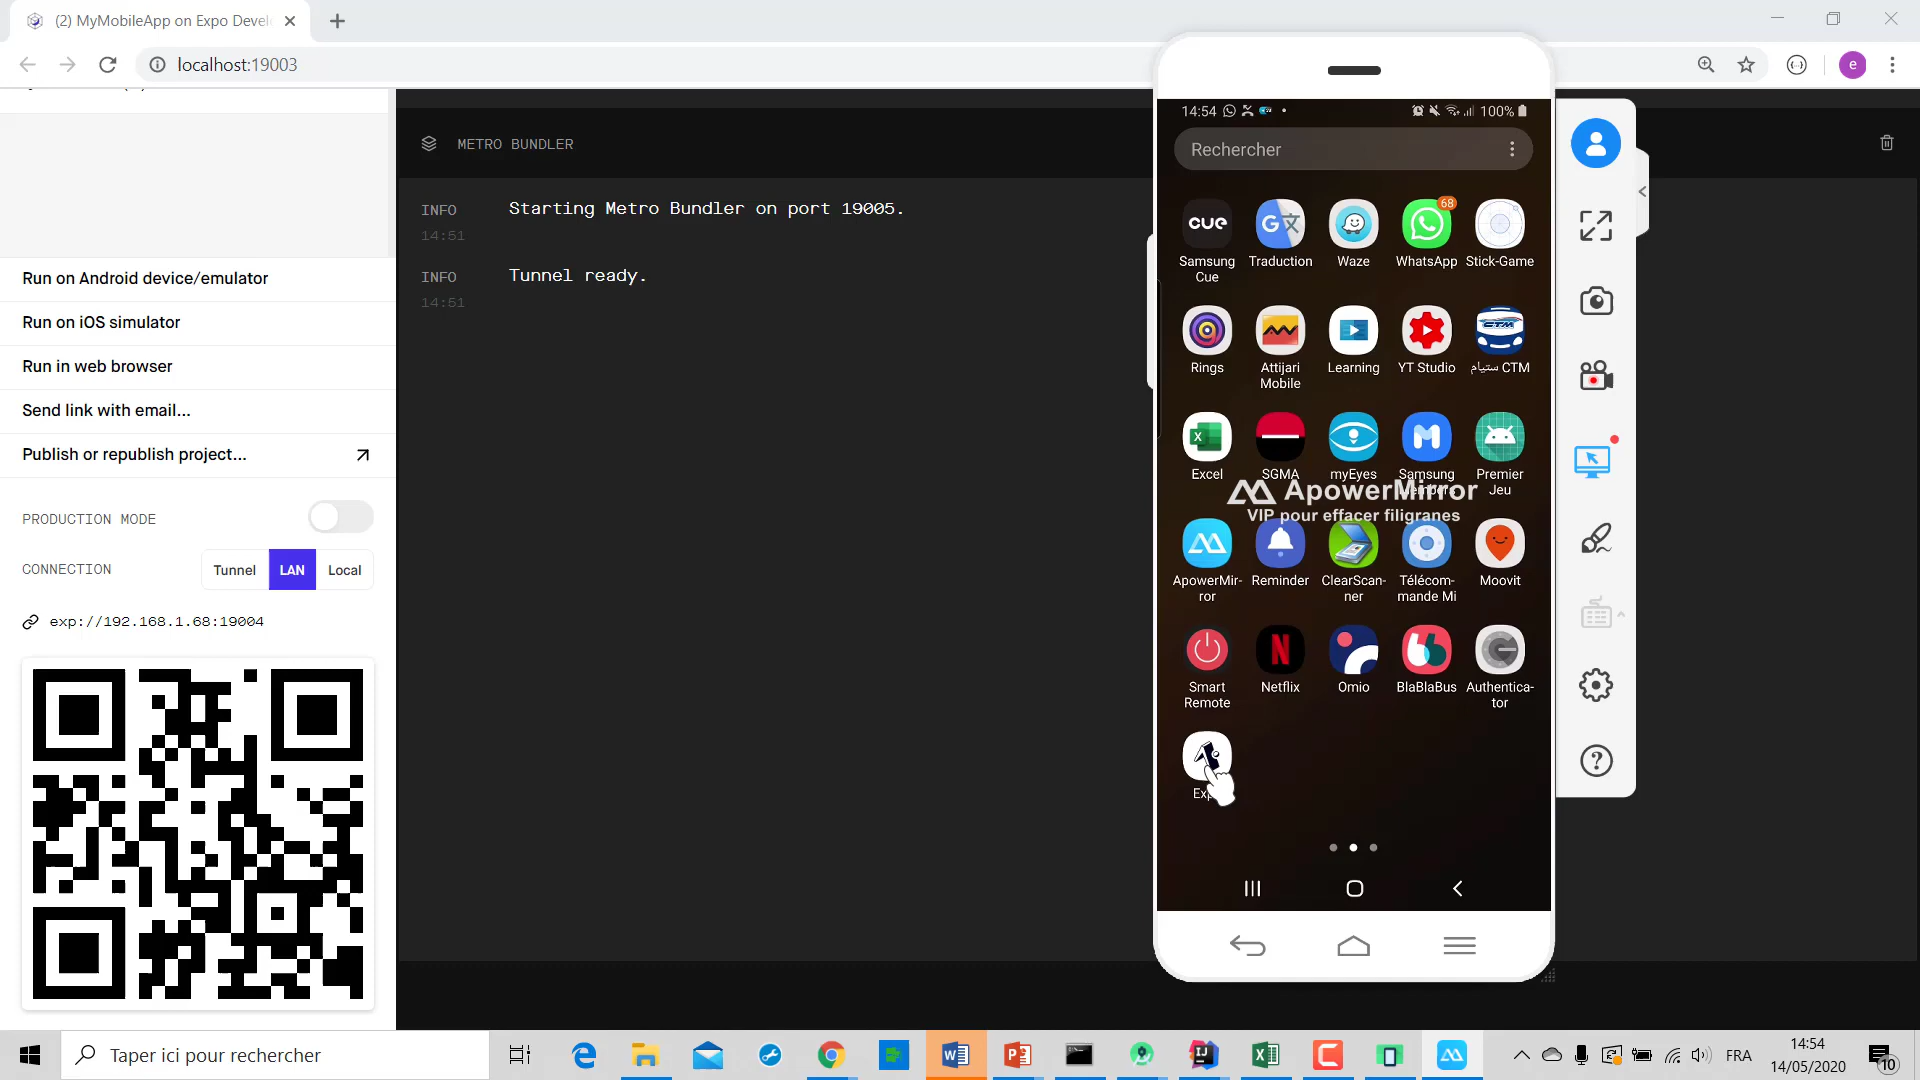 (2) MyMobileApp on Expo Devel
localhost:19003
e
METRO BUNDLER
INFO Starting Metro Bundler on port 19005.
14:51
INFO Tunnel ready.
14:51
Run on Android device/emulator
Run on iOS simulator
Run in web browser
Send link with email...
Publish or republish project...
PRODUCTION MODE
CONNECTION Tunnel LAN Local
exp://192.168.1.68:19004
14:54 100%
Rechercher
CUE 68
Samsung Cue Traduction Waze WhatsApp Stick-Game
CTM
Rings Attijari Mobile Learning YT Studio ستيام CTM
Excel SGMA myEyes Samsung Premier Jeu
ApowerMirror
VIP pour effacer filigranes
ApowerMir-ror Reminder ClearScan-ner Télécom-mande Mi Moovit
Smart Remote Netflix Omio BlaBlaBus Authentica-tor
Taper ici pour rechercher
FRA
14:54
14/05/2020
10